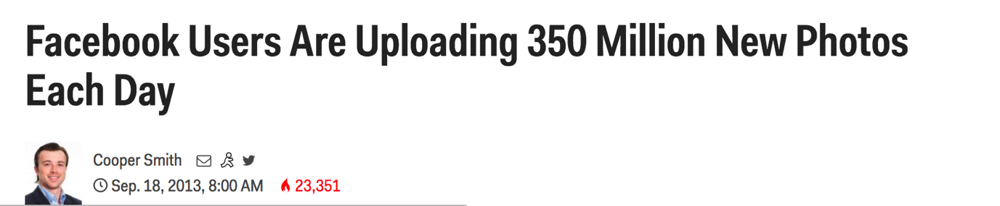 Facebook Users Are Uploading 350 Million New Photos
Each Day
Cooper Smith
Sep. 18, 2013, 8:00 AM 23,351